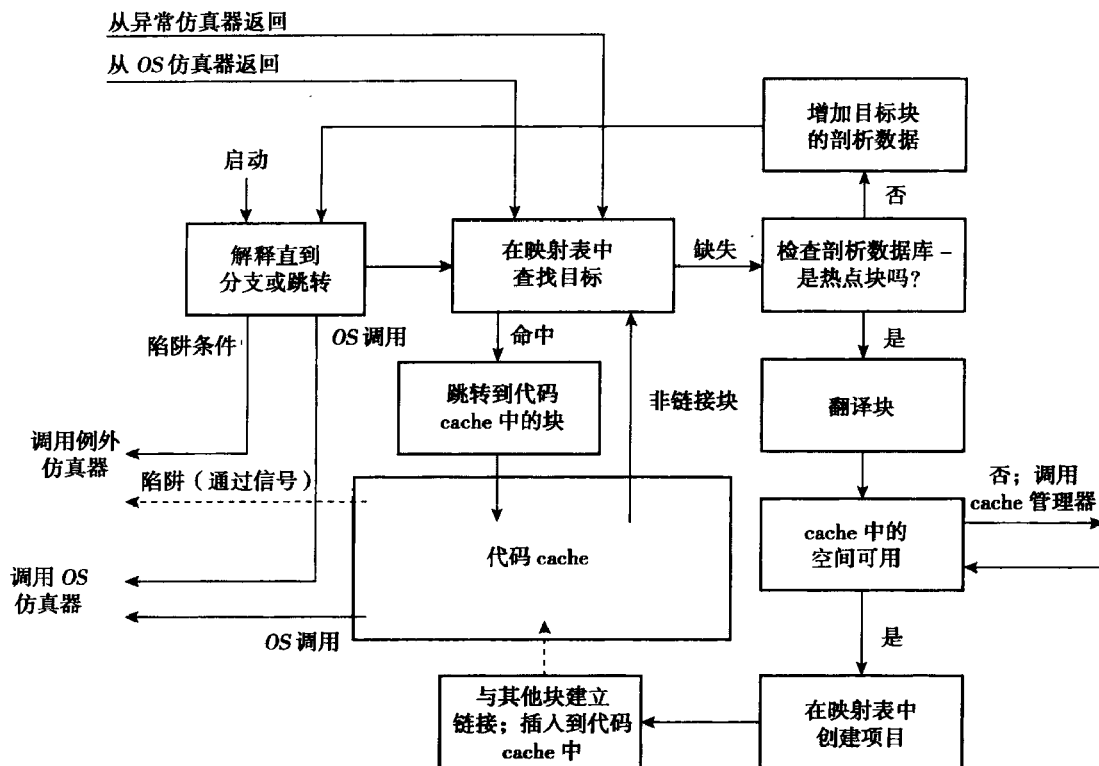 从异常仿真器返回
从 OS 仿真器返回
增加目标块
的剖析数据
启动
否
解释直到
分支或跳转
在映射表中
查找目标
缺失
检查剖析数据库 –
是热点块吗？
陷阱条件
OS 调用
命中
是
跳转到代码
cache 中的块
非链接块
翻译块
调用例外
仿真器
陷阱（通过信号）
否；调用
cache 管理器
代码 cache
cache 中的
空间可用
调用 OS
仿真器
OS 调用
是
与其他块建立
链接；插入到代码
cache 中
在映射表中
创建项目